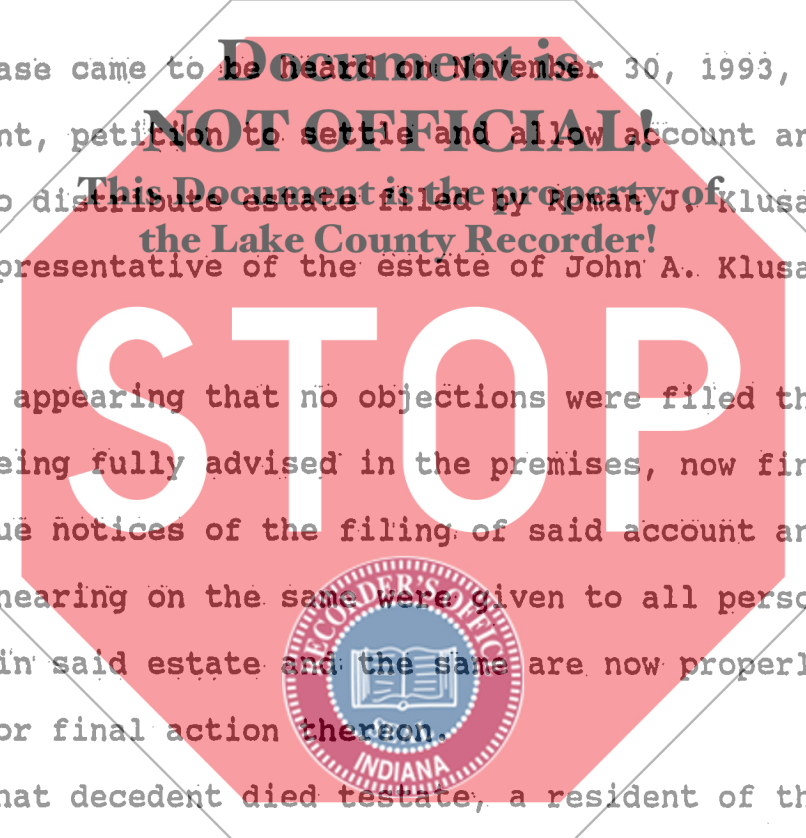 Document is
NOT OFFICIAL!
This Document is the property of
the Lake County Recorder!
STOP
RECORDER'S OFFICE
SEAL
INDIANA
ase came to be heard on November 30, 1993,
nt, petition to settle and allow account an
o distribute estate filed by Roman J. Klusa
presentative of the estate of John A. Klusa
appearing that no objections were filed th
eing fully advised in the premises, now fin
ue notices of the filing of said account an
hearing on the same were given to all perso
in said estate and the same are now properl
or final action thereon.
hat decedent died testate, a resident of th